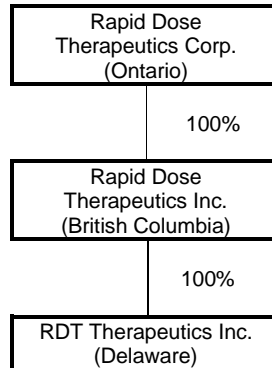 Rapid Dose
Therapeutics Corp.
(Ontario)
100%
Rapid Dose
Therapeutics Inc.
(British Columbia)
100%
RDT Therapeutics Inc.
(Delaware)